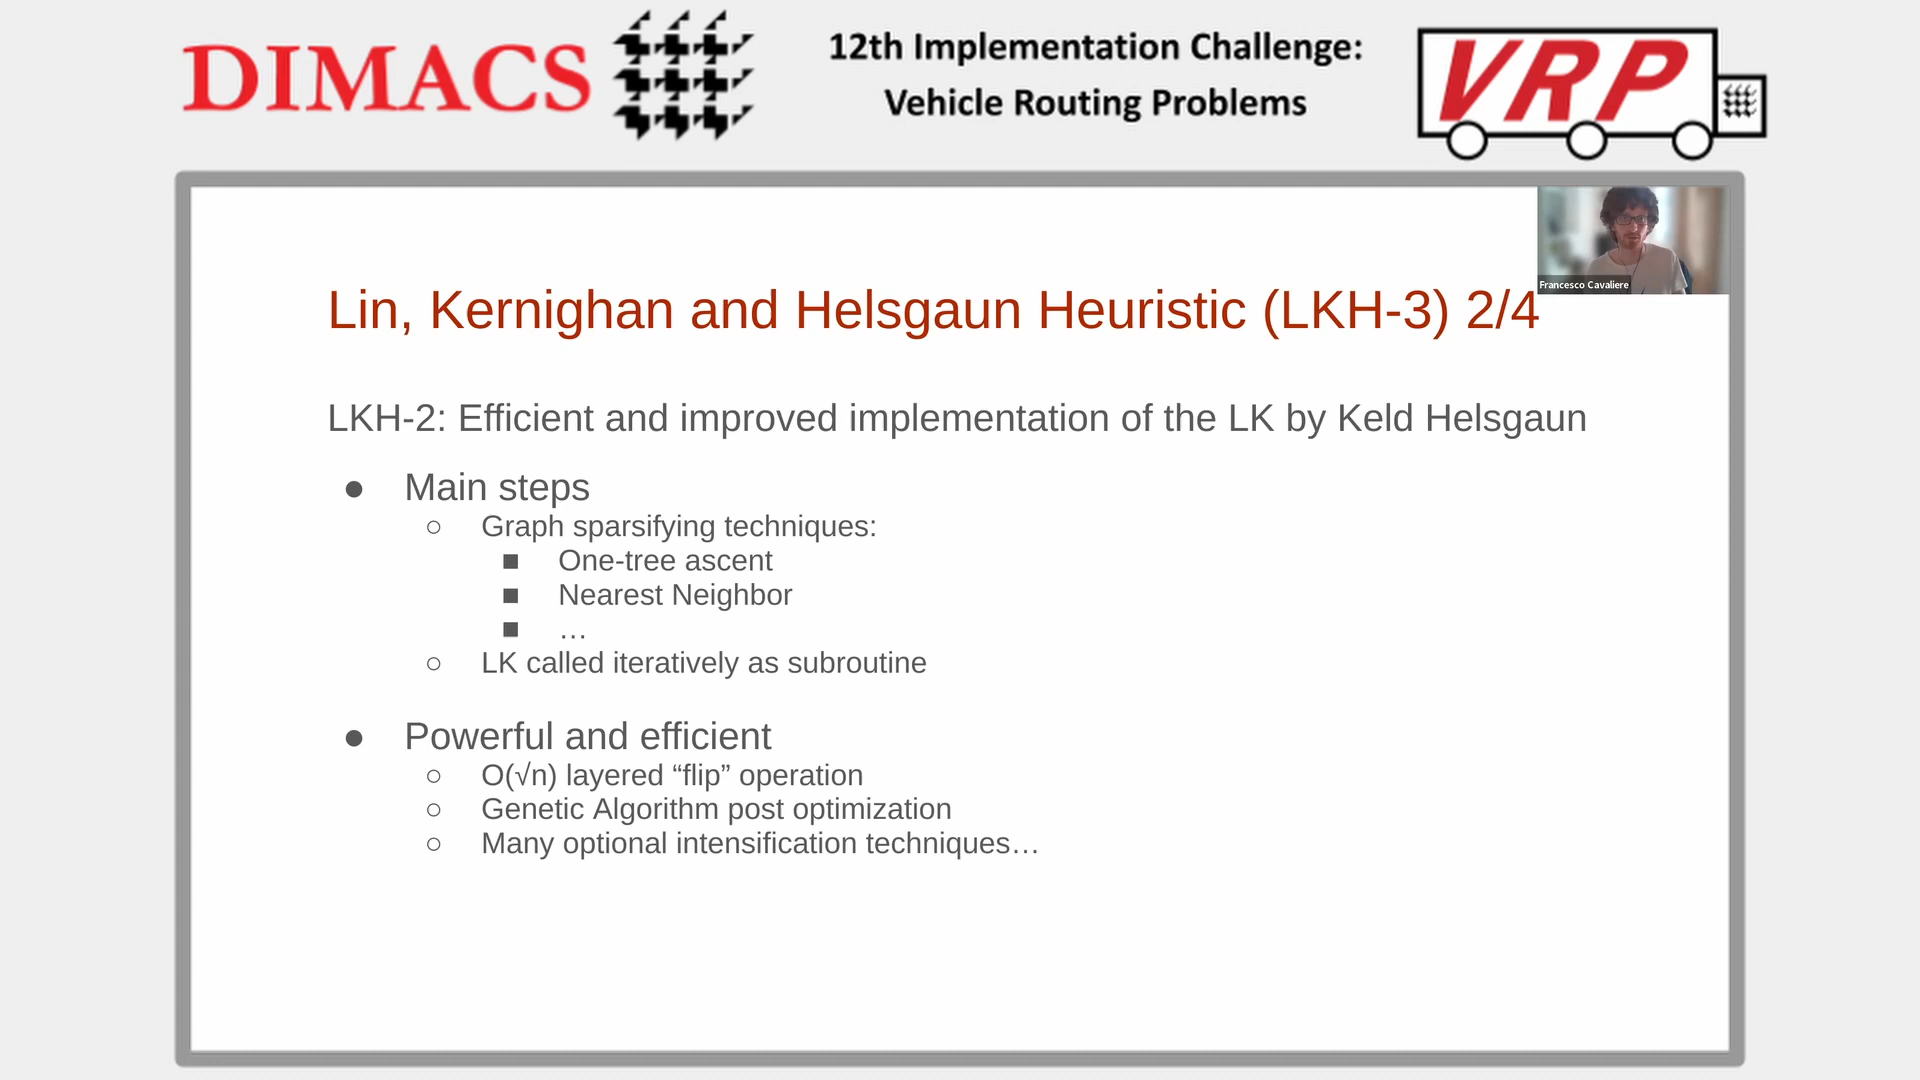 DIMACS
12th Implementation Challenge:
Vehicle Routing Problems
VRP
Francesco Cavaliere
Lin, Kernighan and Helsgaun Heuristic (LKH-3) 2/4
LKH-2: Efficient and improved implementation of the LK by Keld Helsgaun
● Main steps
○ Graph sparsifying techniques:
■ One-tree ascent
■ Nearest Neighbor
■ …
○ LK called iteratively as subroutine
● Powerful and efficient
○ O(√n) layered “flip” operation
○ Genetic Algorithm post optimization
○ Many optional intensification techniques…